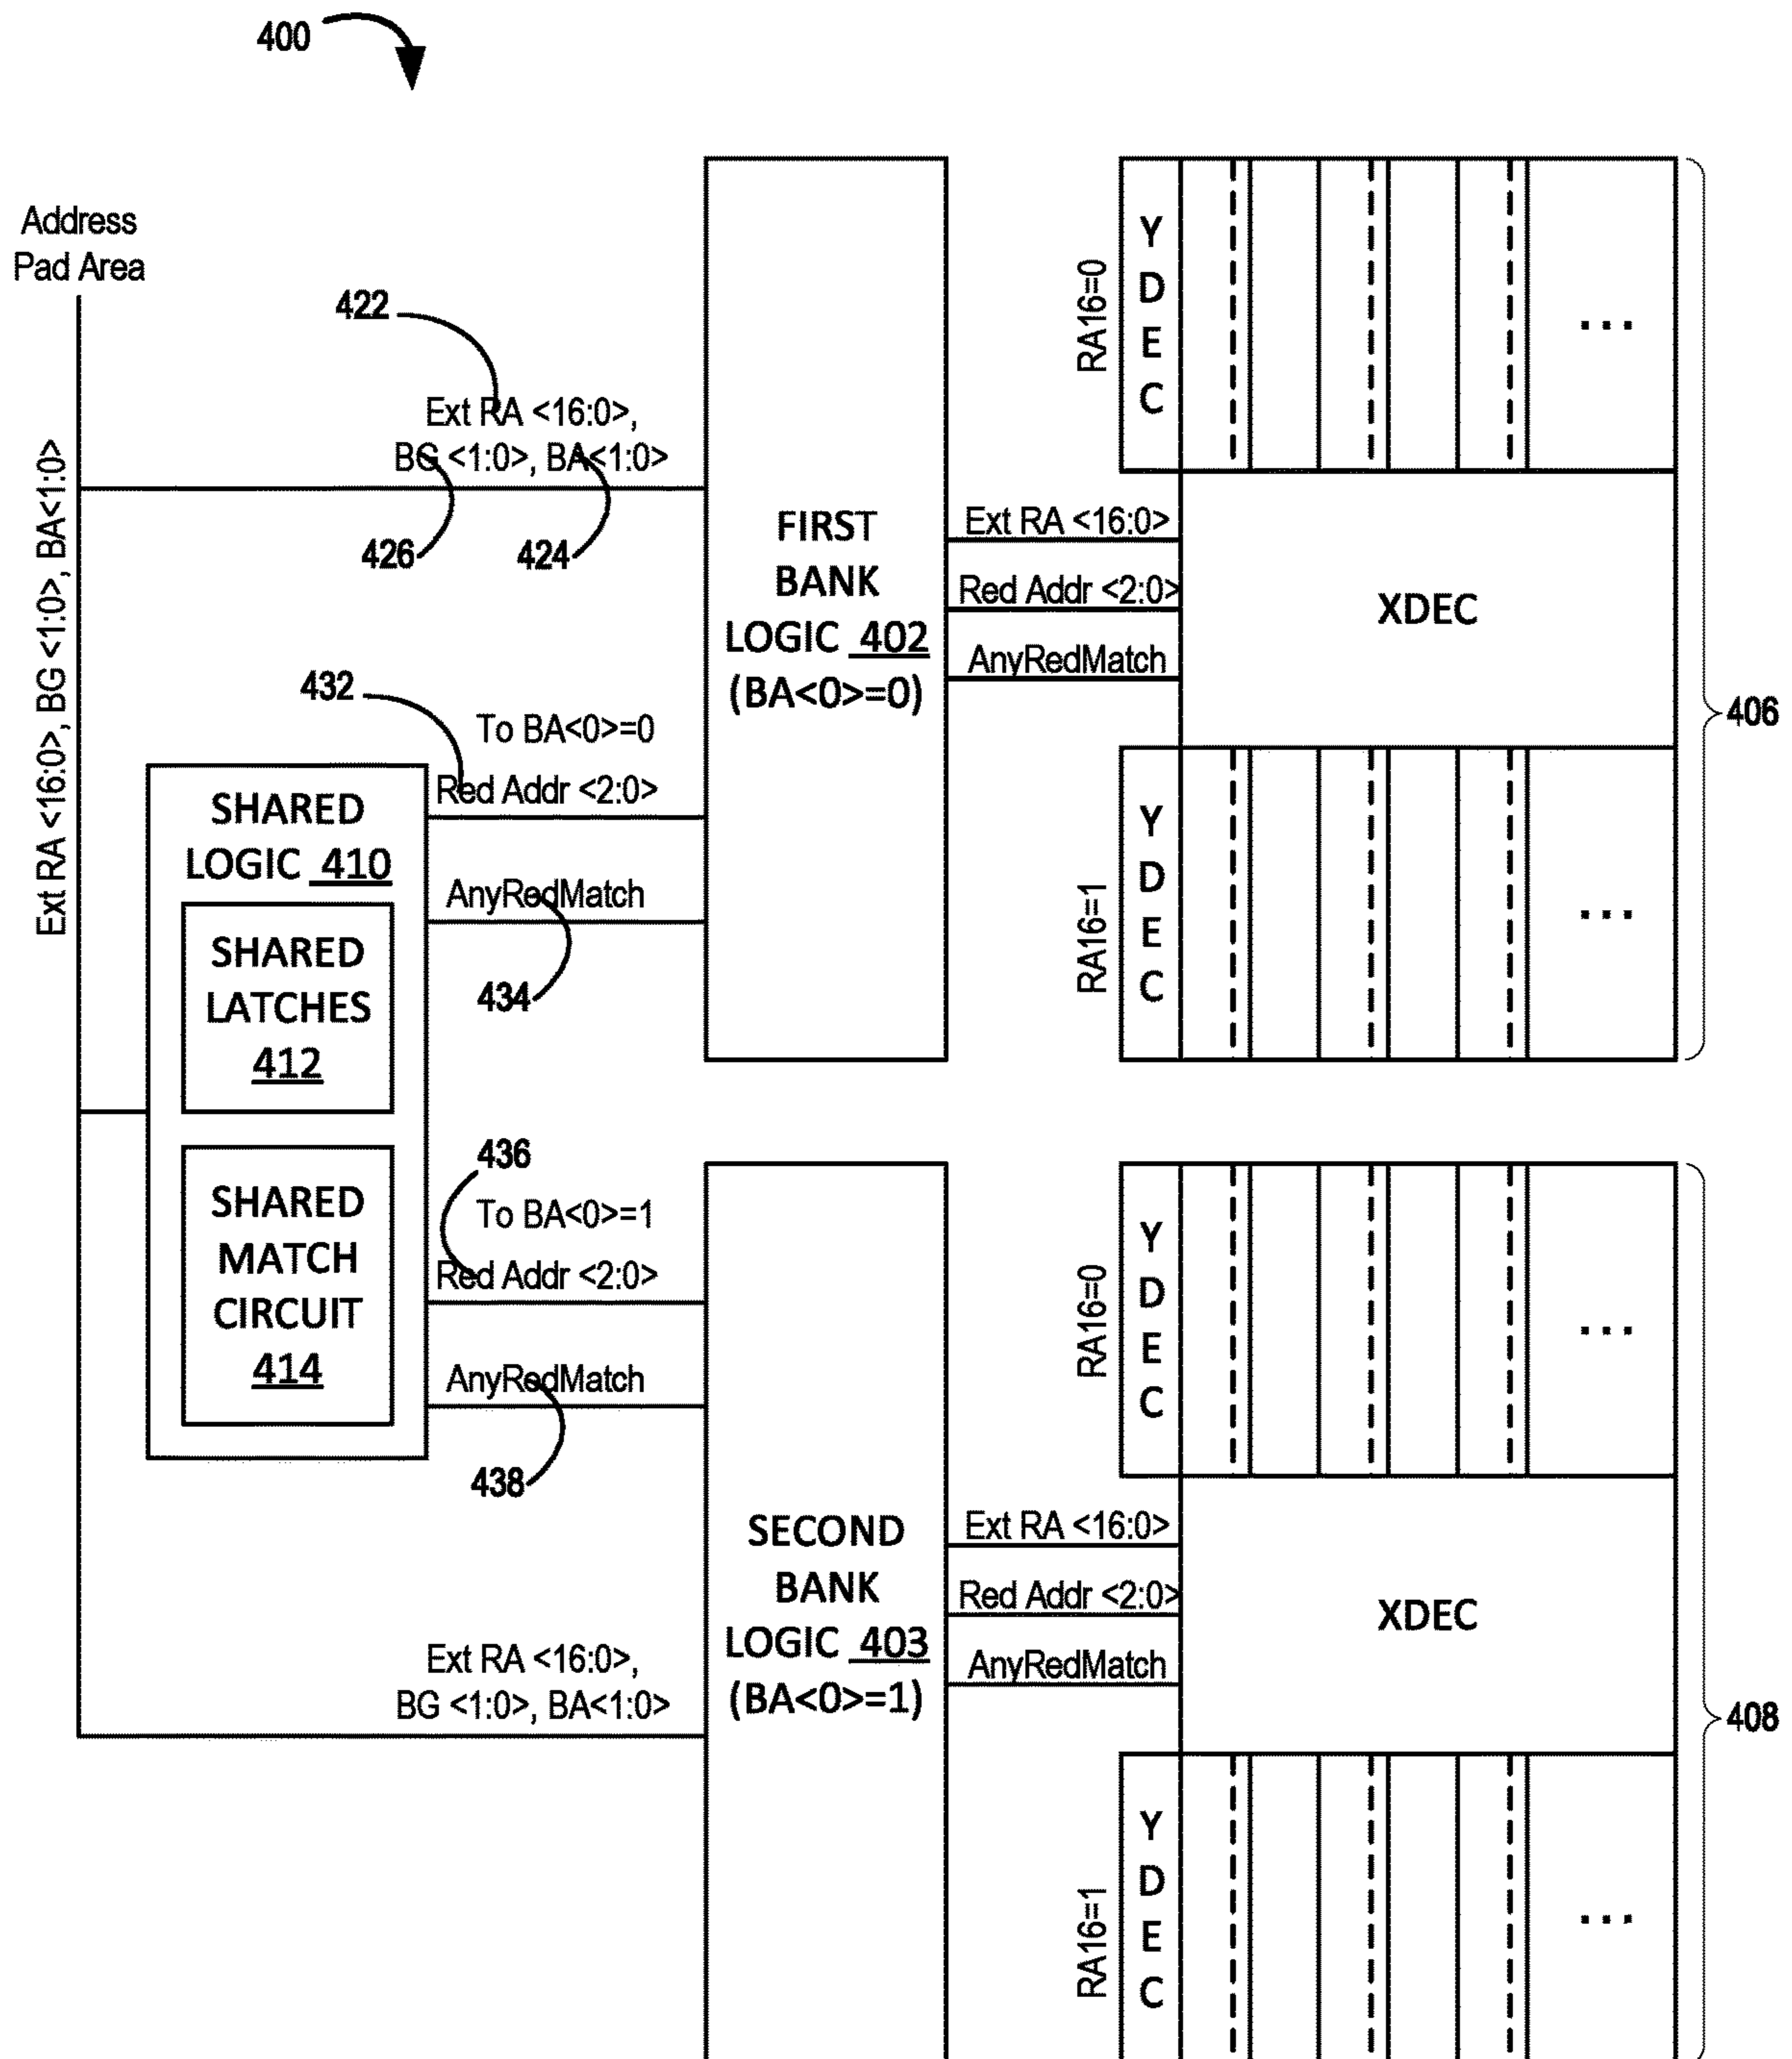 400
Address
Pad Area
Ext RA <16:0>, BG <1:0>, BA<1:0>
422
Ext RA <16:0>,
BG <1:0>, BA<1:0>
426
424
432
To BA<0>=0
Red Addr <2:0>
AnyRedMatch
434
SHARED
LOGIC 410
SHARED
LATCHES
412
SHARED
MATCH
CIRCUIT
414
436
To BA<0>=1
Red Addr <2:0>
AnyRedMatch
438
Ext RA <16:0>,
BG <1:0>, BA<1:0>
FIRST
BANK
LOGIC 402
(BA<0>=0)
Ext RA <16:0>
Red Addr <2:0>
AnyRedMatch
RA16=0
YDEC
...
XDEC
406
RA16=1
YDEC
...
SECOND
BANK
LOGIC 403
(BA<0>=1)
Ext RA <16:0>
Red Addr <2:0>
AnyRedMatch
RA16=0
YDEC
...
XDEC
408
RA16=1
YDEC
...